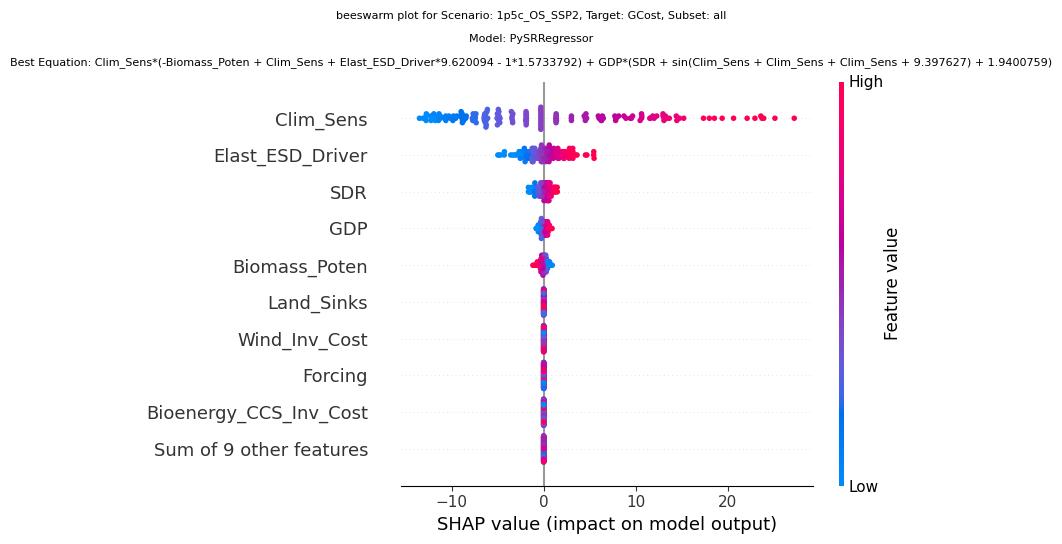 beeswarm plot for Scenario: 1p5c_OS_SSP2, Target: GCost, Subset: all
Model: PySRRegressor
Best Equation: Clim_Sens*(-Biomass_Poten + Clim_Sens + Elast_ESD_Driver*9.620094 - 1*1.5733792) + GDP*(SDR + sin(Clim_Sens + Clim_Sens + Clim_Sens + 9.397627) + 1.9400759)
High
Clim_Sens
Elast_ESD_Driver
SDR
GDP
Biomass_Poten
Land_Sinks
Wind_Inv_Cost
Forcing
Bioenergy_CCS_Inv_Cost
Sum of 9 other features
Feature value
Low
−10
0
10
20
SHAP value (impact on model output)